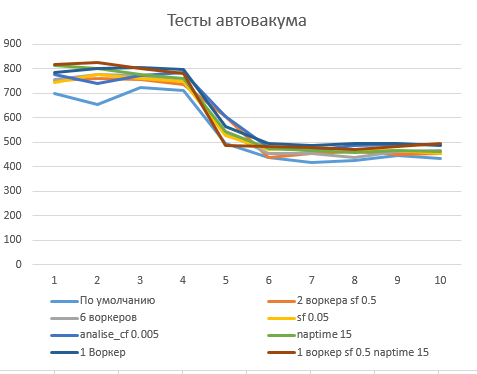 Тесты автовакума
900
800
700
600
500
400
300
200
100
0
1 2 3 4 5 6 7 8 9 10
По умолчанию 2 воркера sf 0.5
6 воркеров sf 0.05
analise_cf 0.005 naptime 15
1 Воркер 1 воркер sf 0.5 naptime 15